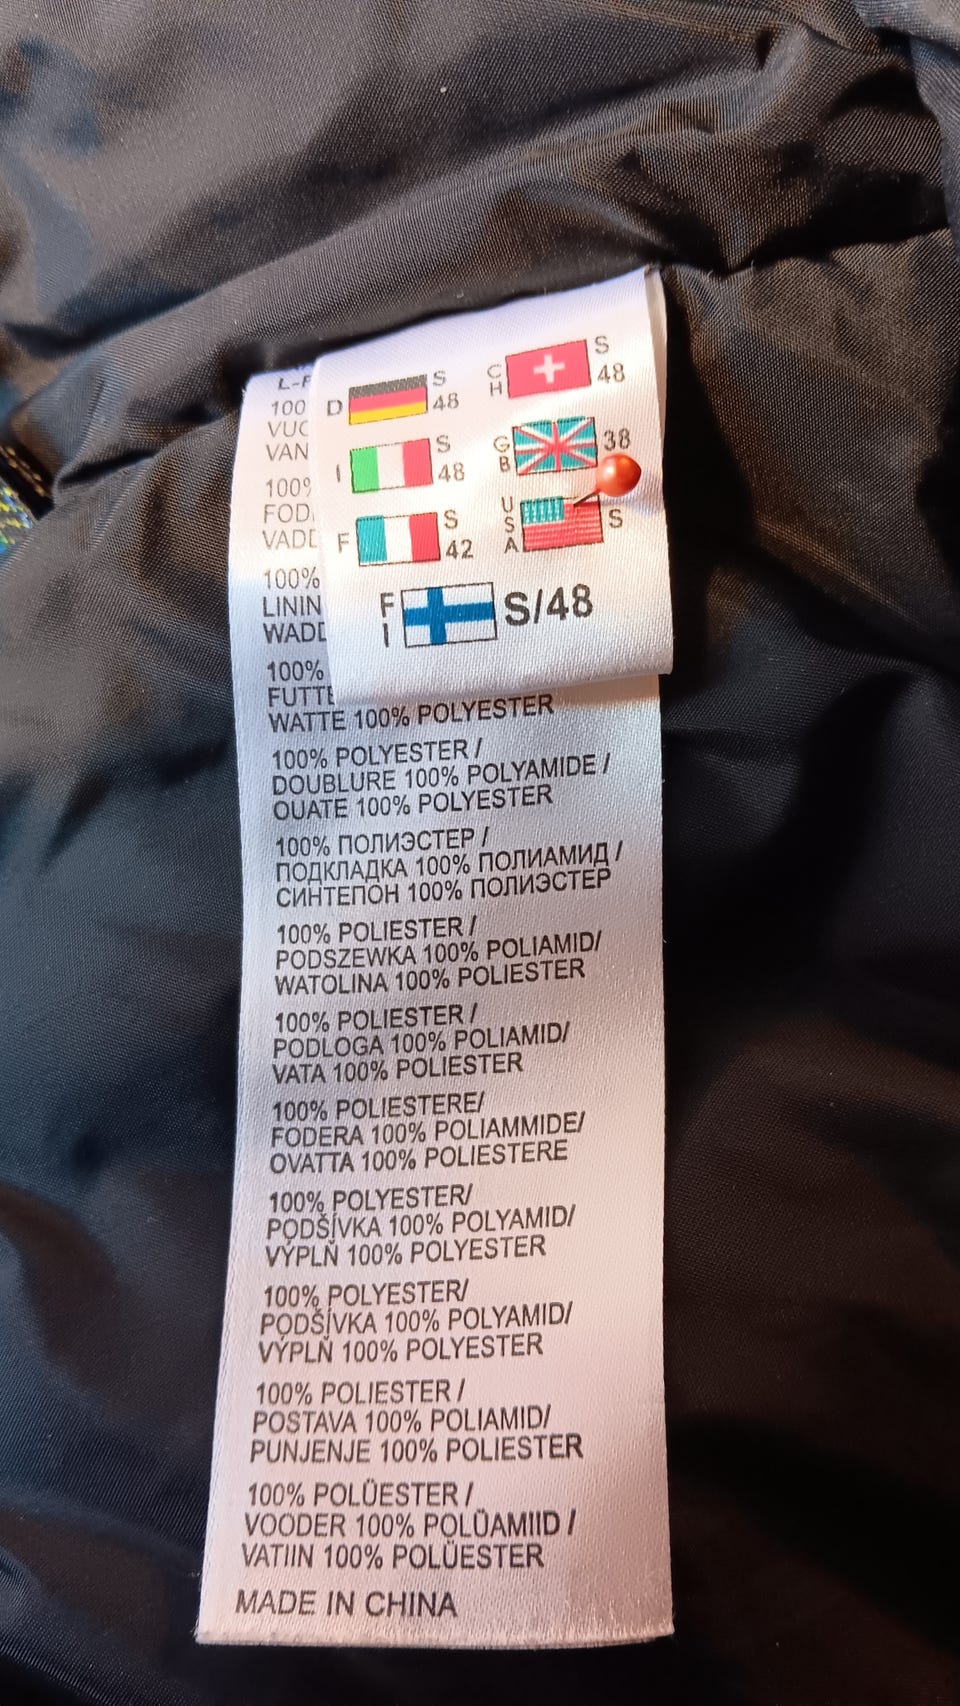 D S 48
CH S 48
I S 48
GB 38
F S 42
USA S
FI S/48
L-F
100
VUC
VAN
100%
FOD
VADD
100%
LININ
WADD
100%
FUTTE
WATTE 100% POLYESTER
100% POLYESTER /
DOUBLURE 100% POLYAMIDE /
OUATE 100% POLYESTER
100% ПОЛИЭСТЕР /
ПОДКЛАДКА 100% ПОЛИАМИД /
СИНТЕПОН 100% ПОЛИЭСТЕР
100% POLIESTER /
PODSZEWKA 100% POLIAMID/
WATOLINA 100% POLIESTER
100% POLIESTER /
PODLOGA 100% POLIAMID/
VATA 100% POLIESTER
100% POLIESTERE/
FODERA 100% POLIAMMIDE/
OVATTA 100% POLIESTERE
100% POLYESTER/
PODŠÍVKA 100% POLYAMID/
VÝPLŇ 100% POLYESTER
100% POLYESTER/
PODŠÍVKA 100% POLYAMID/
VÝPLŇ 100% POLYESTER
100% POLIESTER /
POSTAVA 100% POLIAMID/
PUNJENJE 100% POLIESTER
100% POLÜESTER /
VOODER 100% POLÜAMIID /
VATIIN 100% POLÜESTER
MADE IN CHINA